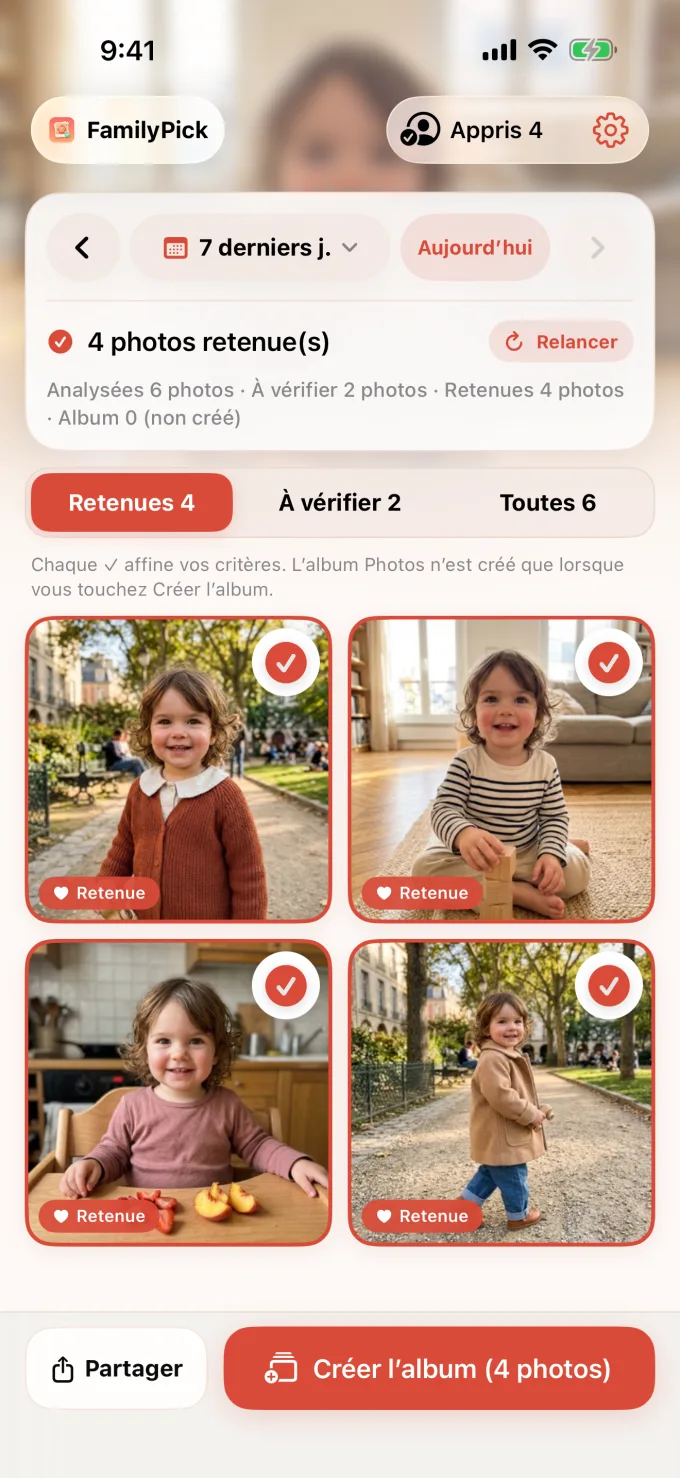 9:41
FamilyPick
Appris 4
7 derniers j.
Aujourd’hui
4 photos retenue(s)
Relancer
Analysées 6 photos · À vérifier 2 photos · Retenues 4 photos
· Album 0 (non créé)
Retenues 4
À vérifier 2
Toutes 6
Chaque ✓ affine vos critères. L’album Photos n’est créé que lorsque
vous touchez Créer l’album.
Retenue
Retenue
Retenue
Retenue
Partager
Créer l’album (4 photos)